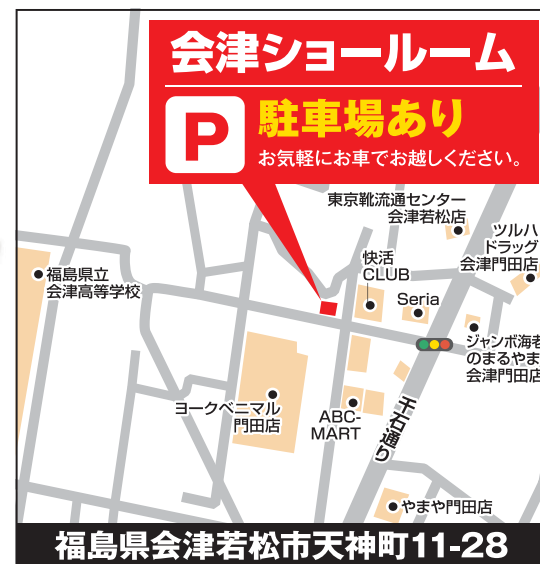 会津ショールーム
P
駐車場あり
お気軽にお車でお越しください。
東京靴流通センター
会津若松店
ツルハ
ドラッグ
会津門田店
快活
CLUB
福島県立
会津高等学校
Seria
ジャンボ海老
のまるやま
会津門田店
ヨークベニマル
門田店
ABC-
MART
千石通り
やまや門田店
福島県会津若松市天神町11-28